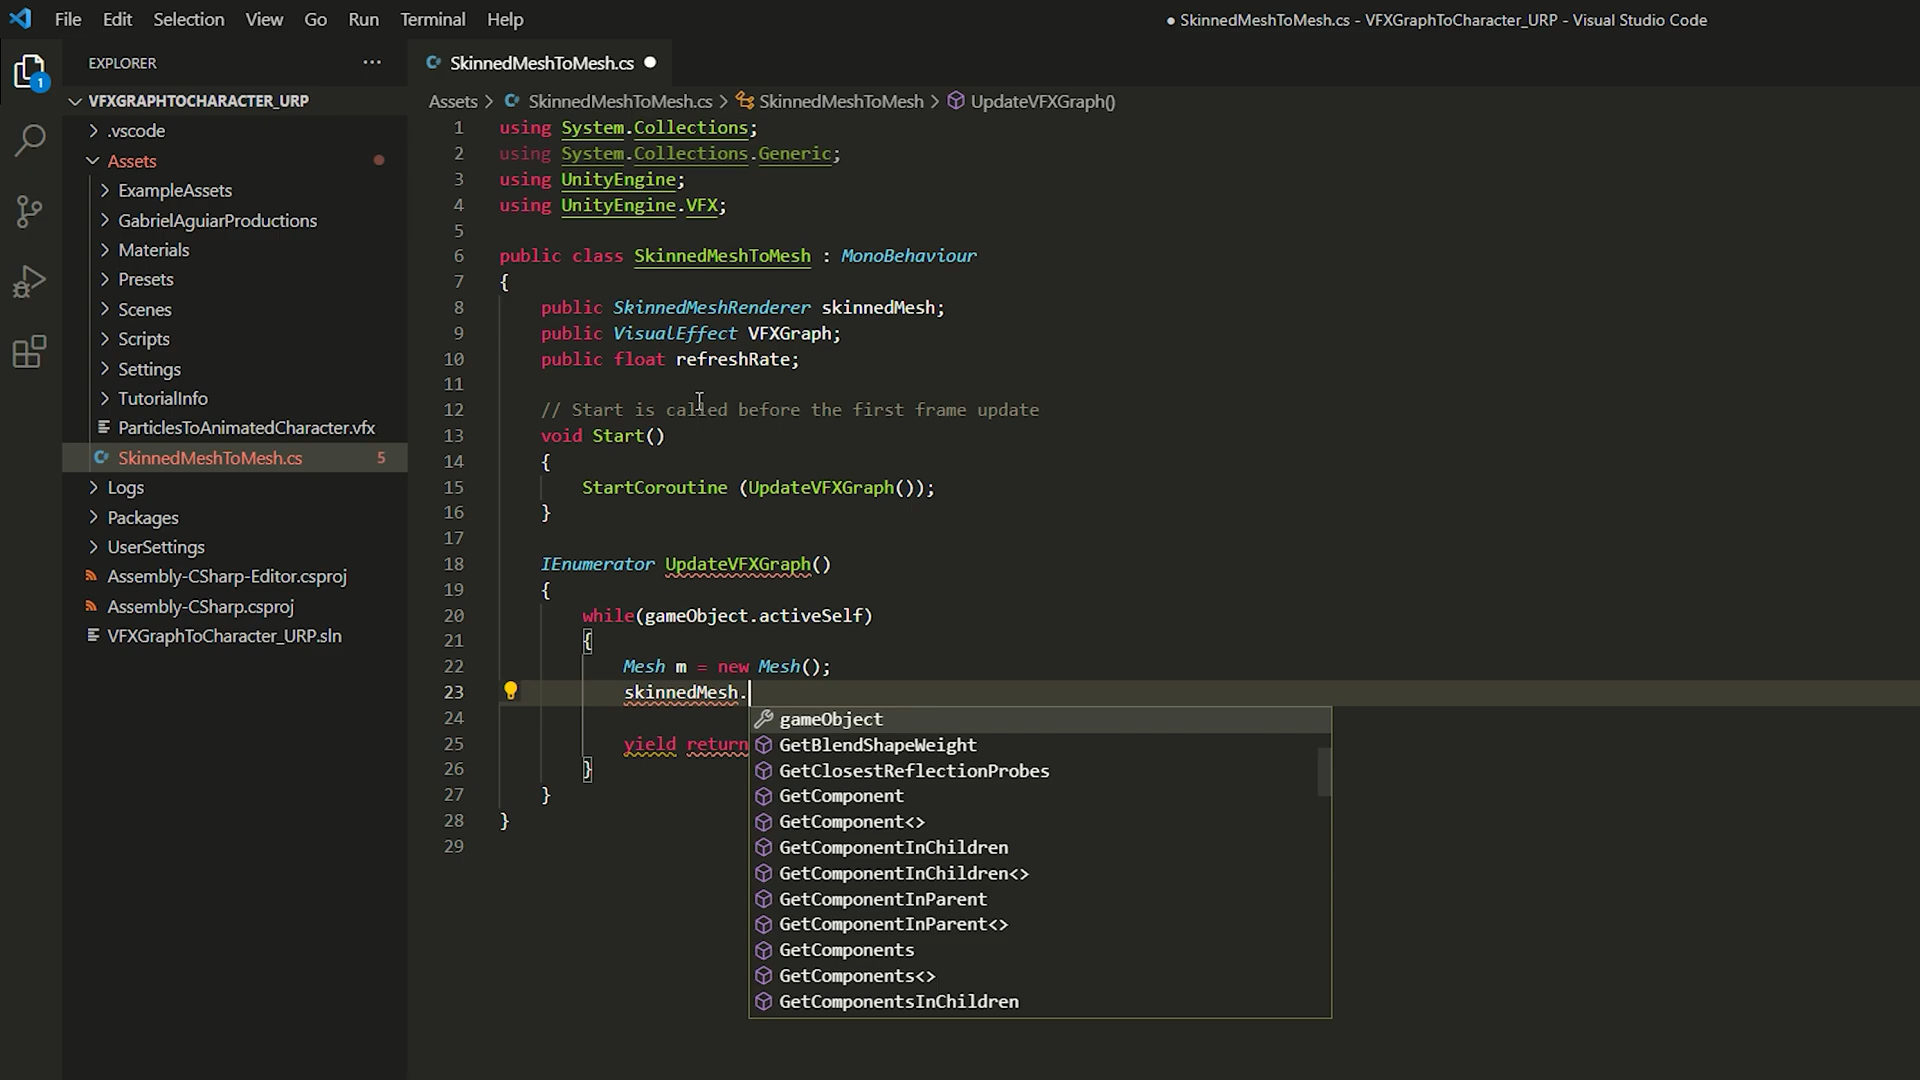 File Edit Selection View Go Run Terminal Help
● SkinnedMeshToMesh.cs - VFXGraphToCharacter_URP - Visual Studio Code
1
EXPLORER ...
VFXGRAPHTOCHARACTER_URP
.vscode
Assets
ExampleAssets
GabrielAguiarProductions
Materials
Presets
Scenes
Scripts
Settings
TutorialInfo
ParticlesToAnimatedCharacter.vfx
SkinnedMeshToMesh.cs 5
Logs
Packages
UserSettings
Assembly-CSharp-Editor.csproj
Assembly-CSharp.csproj
VFXGraphToCharacter_URP.sln
SkinnedMeshToMesh.cs ●
Assets > SkinnedMeshToMesh.cs > SkinnedMeshToMesh > UpdateVFXGraph()
1 using System.Collections;
2 using System.Collections.Generic;
3 using UnityEngine;
4 using UnityEngine.VFX;
5
6 public class SkinnedMeshToMesh : MonoBehaviour
7 {
8 public SkinnedMeshRenderer skinnedMesh;
9 public VisualEffect VFXGraph;
10 public float refreshRate;
11
12 // Start is called before the first frame update
13 void Start()
14 {
15 StartCoroutine (UpdateVFXGraph());
16 }
17
18 IEnumerator UpdateVFXGraph()
19 {
20 while(gameObject.activeSelf)
21 {
22 Mesh m = new Mesh();
23 skinnedMesh.
24
25 yield return
26 }
27 }
28 }
29
gameObject
GetBlendShapeWeight
GetClosestReflectionProbes
GetComponent
GetComponent<>
GetComponentInChildren
GetComponentInChildren<>
GetComponentInParent
GetComponentInParent<>
GetComponents
GetComponents<>
GetComponentsInChildren